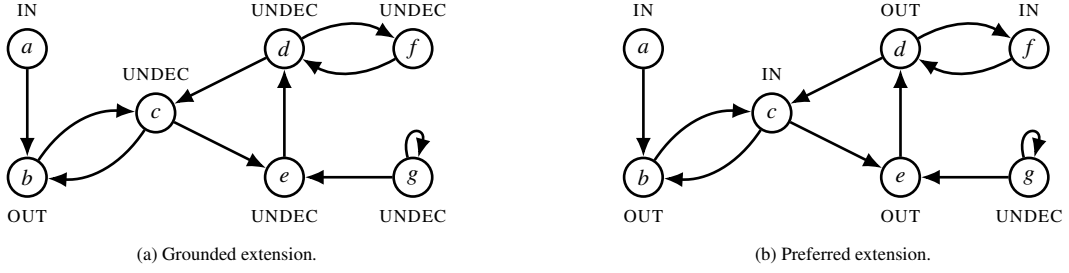 IN
UNDEC
UNDEC
a
d
f
UNDEC
c
b
e
g
OUT
UNDEC
UNDEC
(a) Grounded extension.
IN
OUT
IN
a
d
f
IN
c
b
e
g
OUT
OUT
UNDEC
(b) Preferred extension.